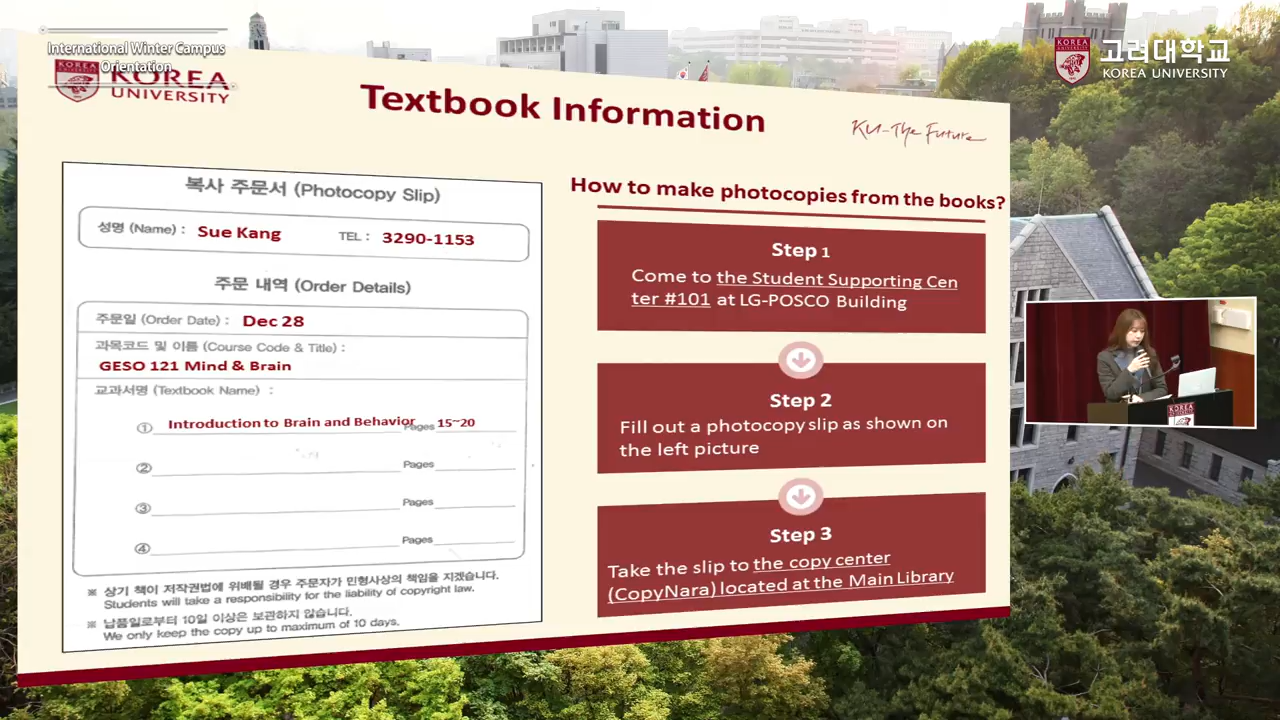 International Winter Campus
Orientation
KOREA
UNIVERSITY
Textbook Information
KU-The Future
고려대학교
KOREA UNIVERSITY
복사 주문서 (Photocopy Slip)
성명 (Name) : Sue Kang TEL : 3290-1153
주문 내역 (Order Details)
주문일 (Order Date) : Dec 28
과목코드 및 이름 (Course Code & Title) :
GESO 121 Mind & Brain
교과서명 (Textbook Name) :
① Introduction to Brain and Behavior Pages 15~20
② Pages
③ Pages
④ Pages
※ 상기 책이 저작권법에 위배될 경우 주문자가 민형사상의 책임을 지겠습니다.
Students will take a responsibility for the liability of copyright law.
※ 납품일로부터 10일 이상은 보관하지 않습니다.
We only keep the copy up to maximum of 10 days.
How to make photocopies from the books?
Step 1
Come to the Student Supporting Cen
ter #101 at LG-POSCO Building
Step 2
Fill out a photocopy slip as shown on
the left picture
Step 3
Take the slip to the copy center
(CopyNara) located at the Main Library
KOREA